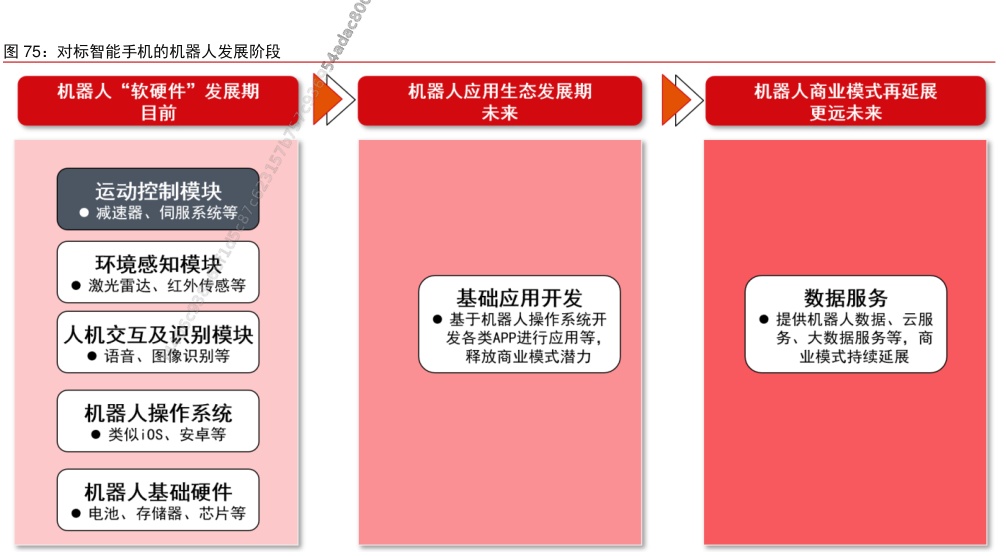 图 75：对标智能手机的机器人发展阶段
机器人“软硬件”发展期
目前
机器人应用生态发展期
未来
机器人商业模式再延展
更远未来
运动控制模块
● 减速器、伺服系统等
环境感知模块
● 激光雷达、红外传感等
人机交互及识别模块
● 语音、图像识别等
机器人操作系统
● 类似iOS、安卓等
机器人基础硬件
● 电池、存储器、芯片等
基础应用开发
● 基于机器人操作系统开
发各类APP进行应用等，
释放商业模式潜力
数据服务
● 提供机器人数据、云服
务、大数据服务等，商
业模式持续延展